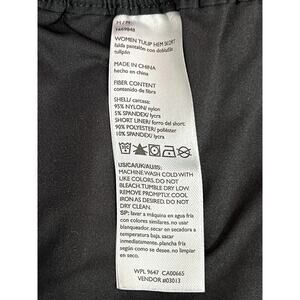 M / M
1669848
WOMEN TULIP HEM SKORT
falda pantalón con dobladillo
tulipán
MADE IN CHINA
hecho en china
FIBER CONTENT
contenido de fibra
SHELL/ carcasa:
95% NYLON/ nylon
5% SPANDEX/ lycra
SHORT LINER/ forro del short:
90% POLYESTER/ poliéster
10% SPANDEX/ lycra
US/CA/UK/AU/RS:
MACHINE WASH COLD WITH
LIKE COLORS. DO NOT
BLEACH. TUMBLE DRY LOW.
REMOVE PROMPTLY. COOL
IRON AS DESIRED. DO NOT
DRY CLEAN.
SP: lavar a máquina en agua fría
con colores similares. no usar
blanqueador. secar en secadora a
temperatura baja. sacar
inmediatamente. plancha fría
según como se desee. no lavar en
seco.
WPL 9647 CA00665
VENDOR #03013